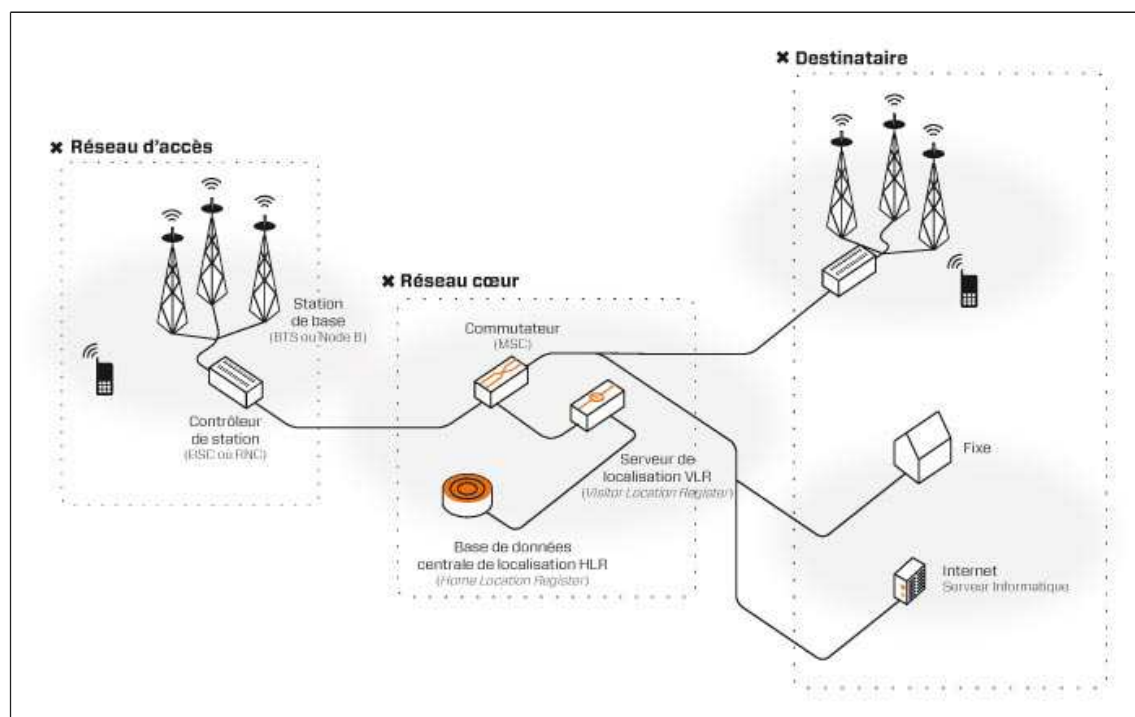 × Destinataire
× Réseau d'accès
Station
de base
(BTS ou Node B)
Contrôleur
de station
(BSC ou RNC)
× Réseau cœur
Commutateur
(MSC)
Serveur de
localisation VLR
(Visitor Location Register)
Base de données
centrale de localisation HLR
(Home Location Register)
Fixe
Internet
Serveur Informatique